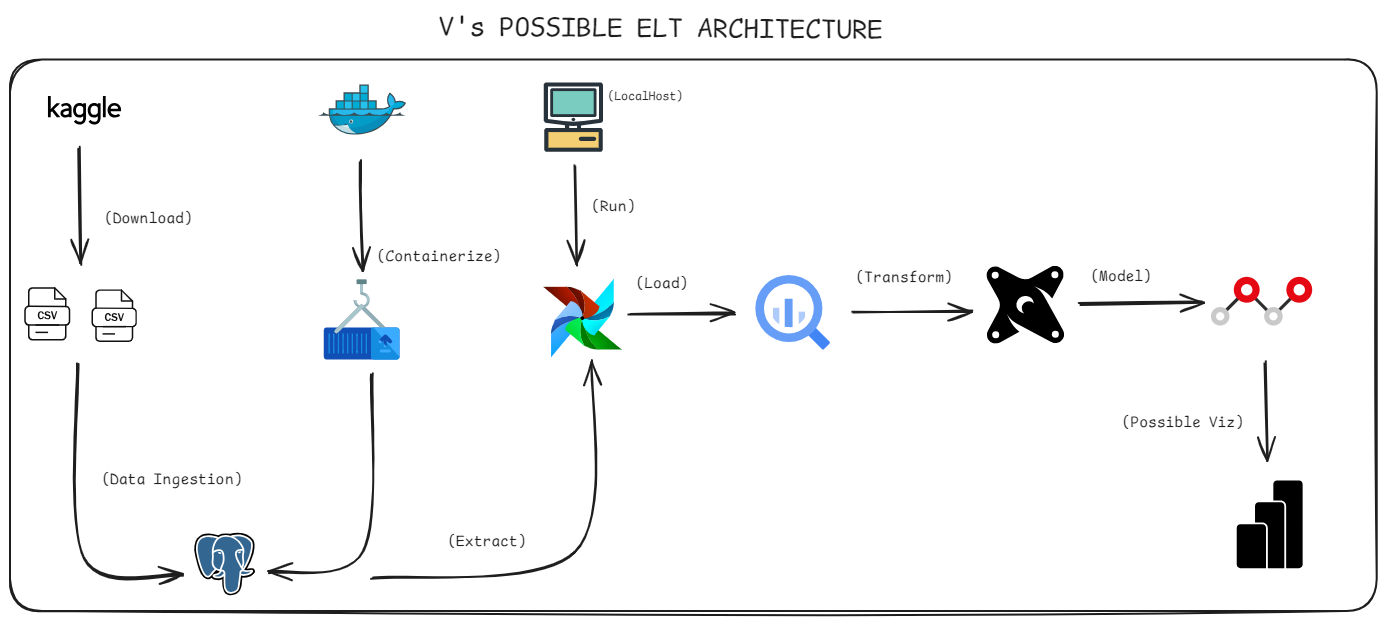 V's POSSIBLE ELT ARCHITECTURE
kaggle
(LocalHost)
(Download)
(Run)
(Containerize)
(Load)
(Transform)
(Model)
CSV
CSV
(Possible Viz)
(Data Ingestion)
(Extract)